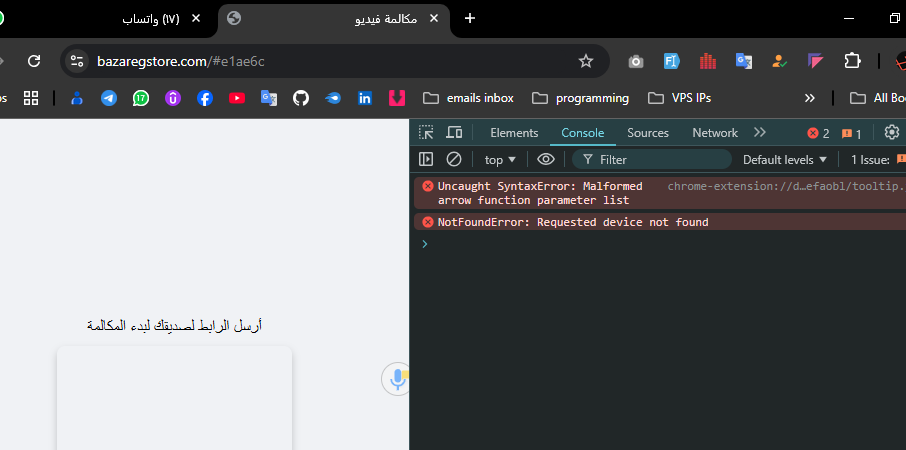 (١٧) واتساب
مكالمة فيديو
bazaregstore.com/#e1ae6c
17
emails inbox
programming
VPS IPs
All Bo
Elements
Console
Sources
Network
2
1
top
Filter
Default levels
1 Issue:
Uncaught SyntaxError: Malformed arrow function parameter list
chrome-extension://d…efaobl/tooltip.
NotFoundError: Requested device not found
أرسل الرابط لصديقك لبدء المكالمة